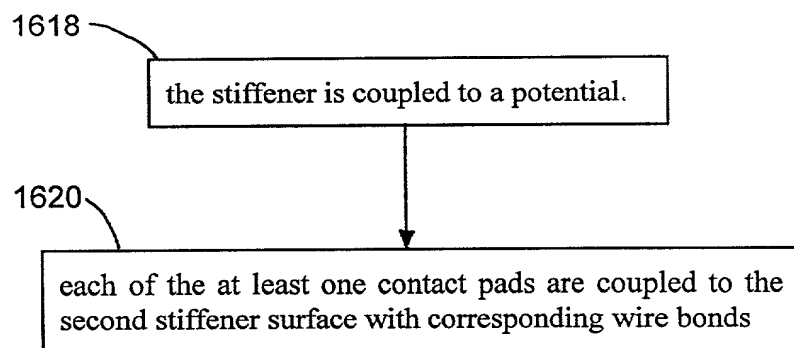 1618
the stiffener is coupled to a potential.
1620
each of the at least one contact pads are coupled to the
second stiffener surface with corresponding wire bonds